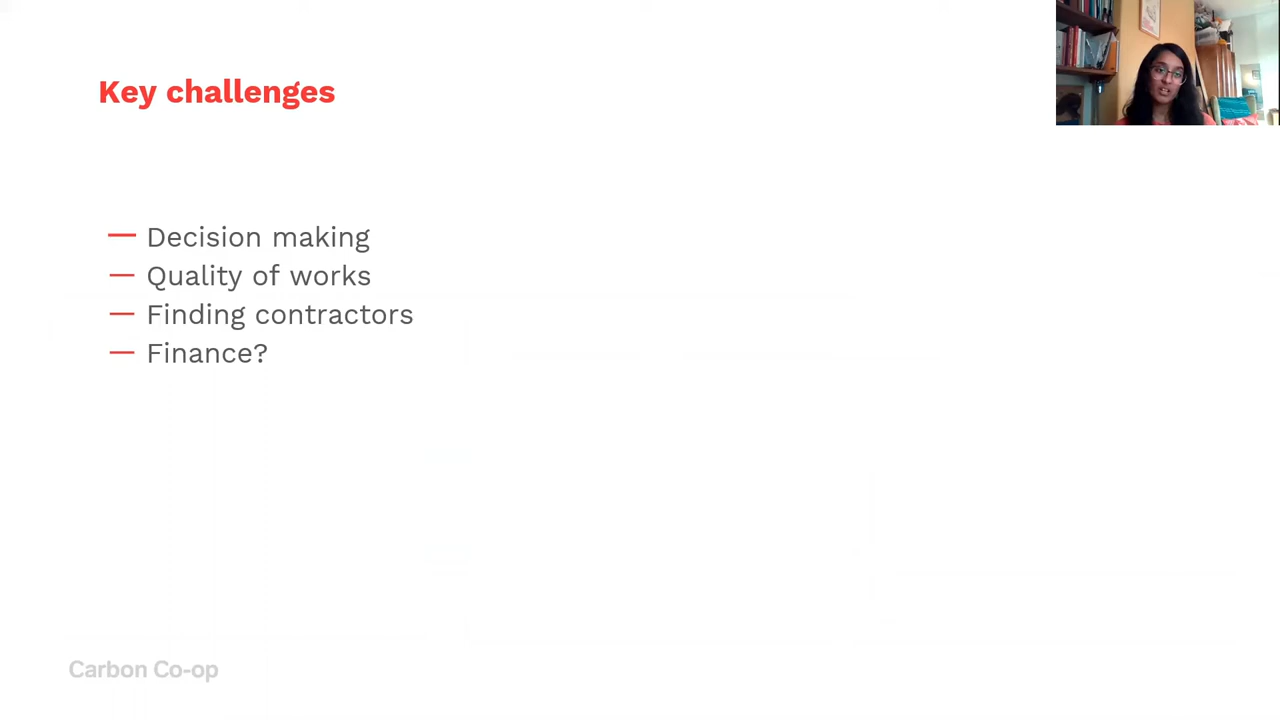 Key challenges
— Decision making
— Quality of works
— Finding contractors
— Finance?
Carbon Co-op